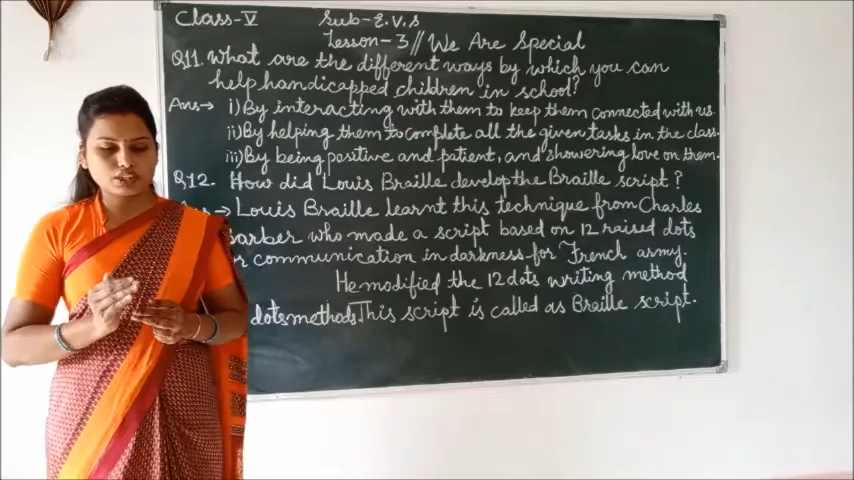 Class-V Sub-E.V.S
Lesson-3//We Are Special
Q11. What are the different ways by which you can
help handicapped children in school?
Ans→ i) By interacting with them to keep them connected with us.
ii) By helping them to complete all the given tasks in the class.
iii) By being positive and patient, and showering love on them.
Q12. How did Louis Braille develop the Braille script?
→ Louis Braille learnt this technique from Charles
Barker who made a script based on 12 raised dots
communication in darkness for French army.
He modified the 12 dots writing method
dots methods. This script is called as Braille script.